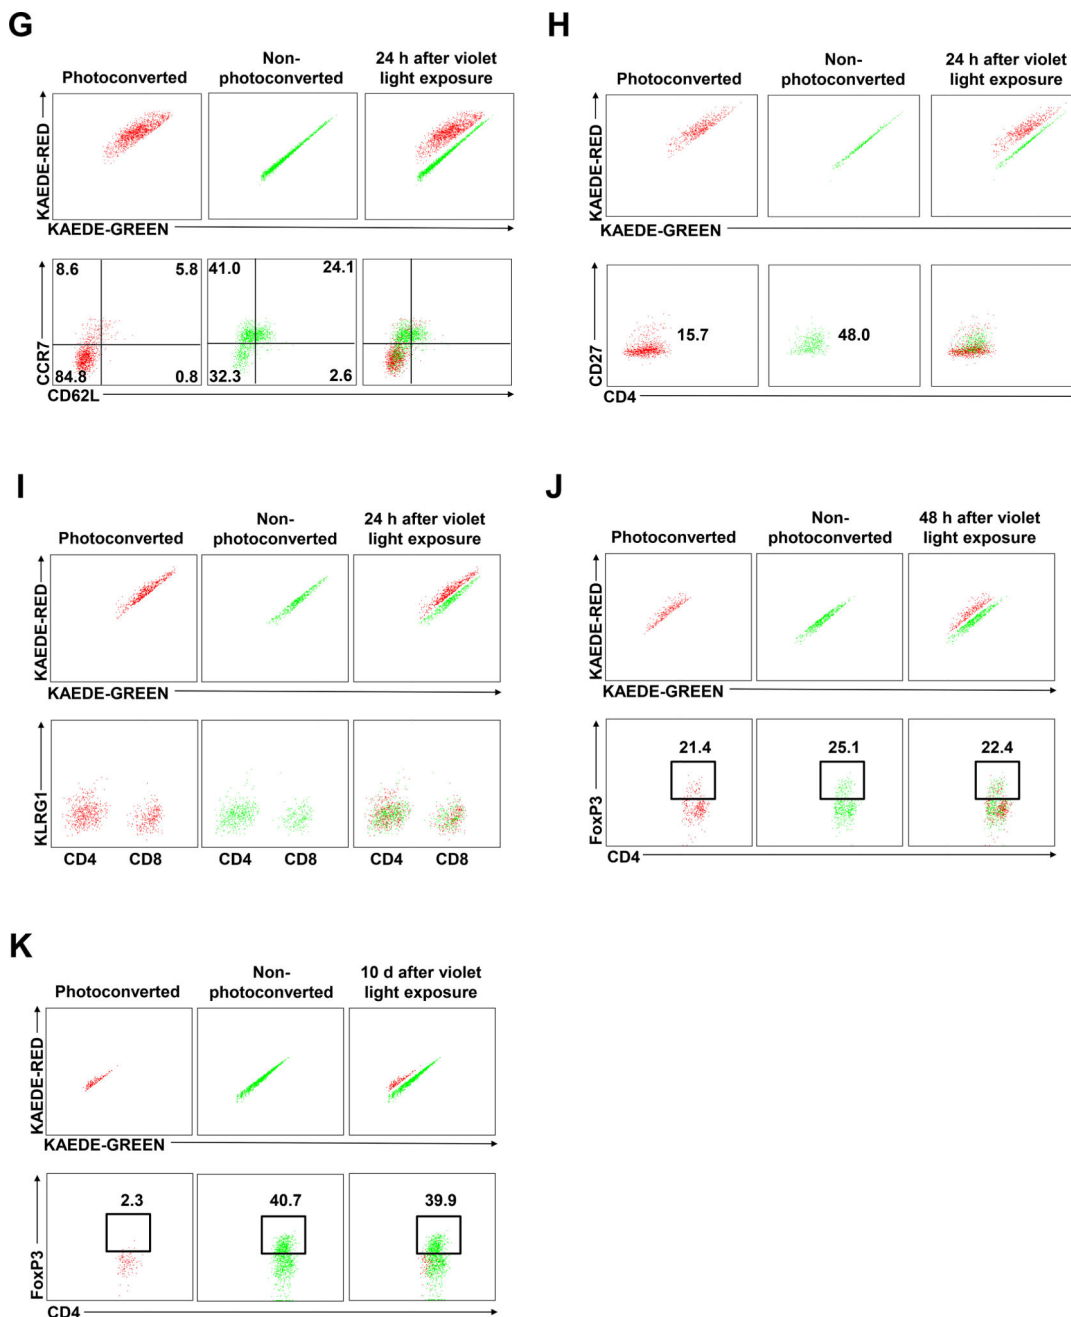 G
Photoconverted
Non-
photoconverted
24 h after violet
light exposure
KAEDE-RED
KAEDE-GREEN
8.6
5.8
84.8
0.8
41.0
24.1
32.3
2.6
CCR7
CD62L
H
Photoconverted
Non-
photoconverted
24 h after violet
light exposure
KAEDE-RED
KAEDE-GREEN
15.7
48.0
CD27
CD4
I
Photoconverted
Non-
photoconverted
24 h after violet
light exposure
KAEDE-RED
KAEDE-GREEN
KLRG1
CD4 CD8
CD4 CD8
CD4 CD8
J
Photoconverted
Non-
photoconverted
48 h after violet
light exposure
KAEDE-RED
KAEDE-GREEN
21.4
25.1
22.4
FoxP3
CD4
K
Photoconverted
Non-
photoconverted
10 d after violet
light exposure
KAEDE-RED
KAEDE-GREEN
2.3
40.7
39.9
FoxP3
CD4